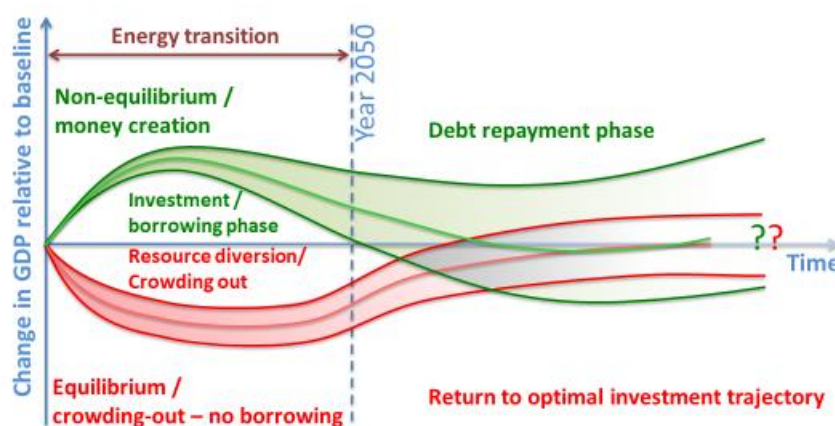 Change in GDP relative to baseline
Energy transition
Year 2050
Non-equilibrium /
money creation
Debt repayment phase
Investment /
borrowing phase
Resource diversion/
Crowding out
??
Time
Equilibrium /
crowding-out – no borrowing
Return to optimal investment trajectory